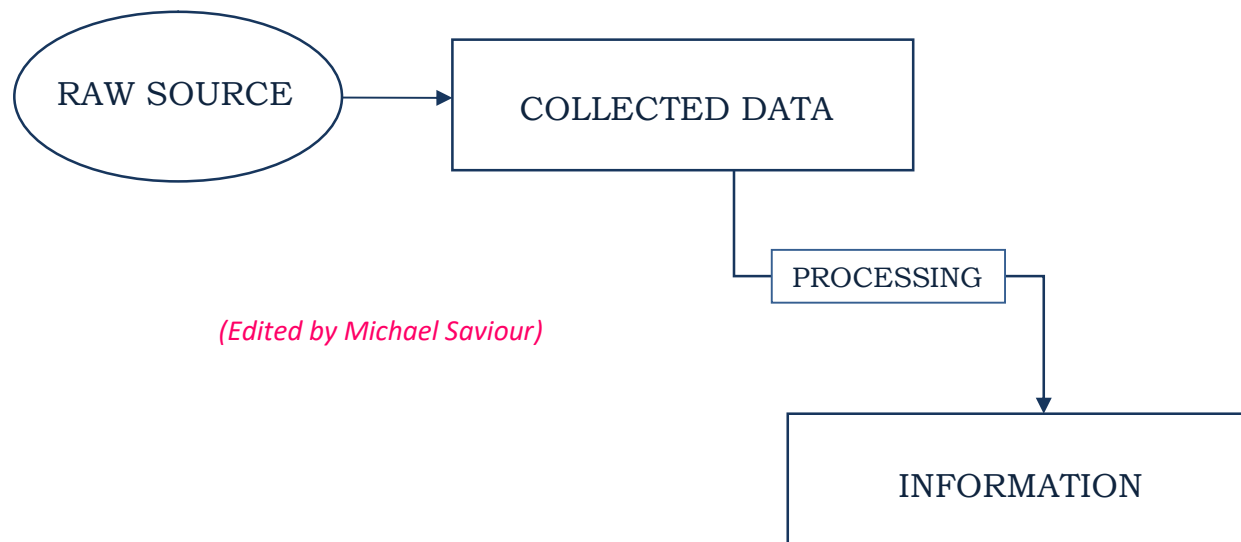 RAW SOURCE
COLLECTED DATA
PROCESSING
(Edited by Michael Saviour)
INFORMATION